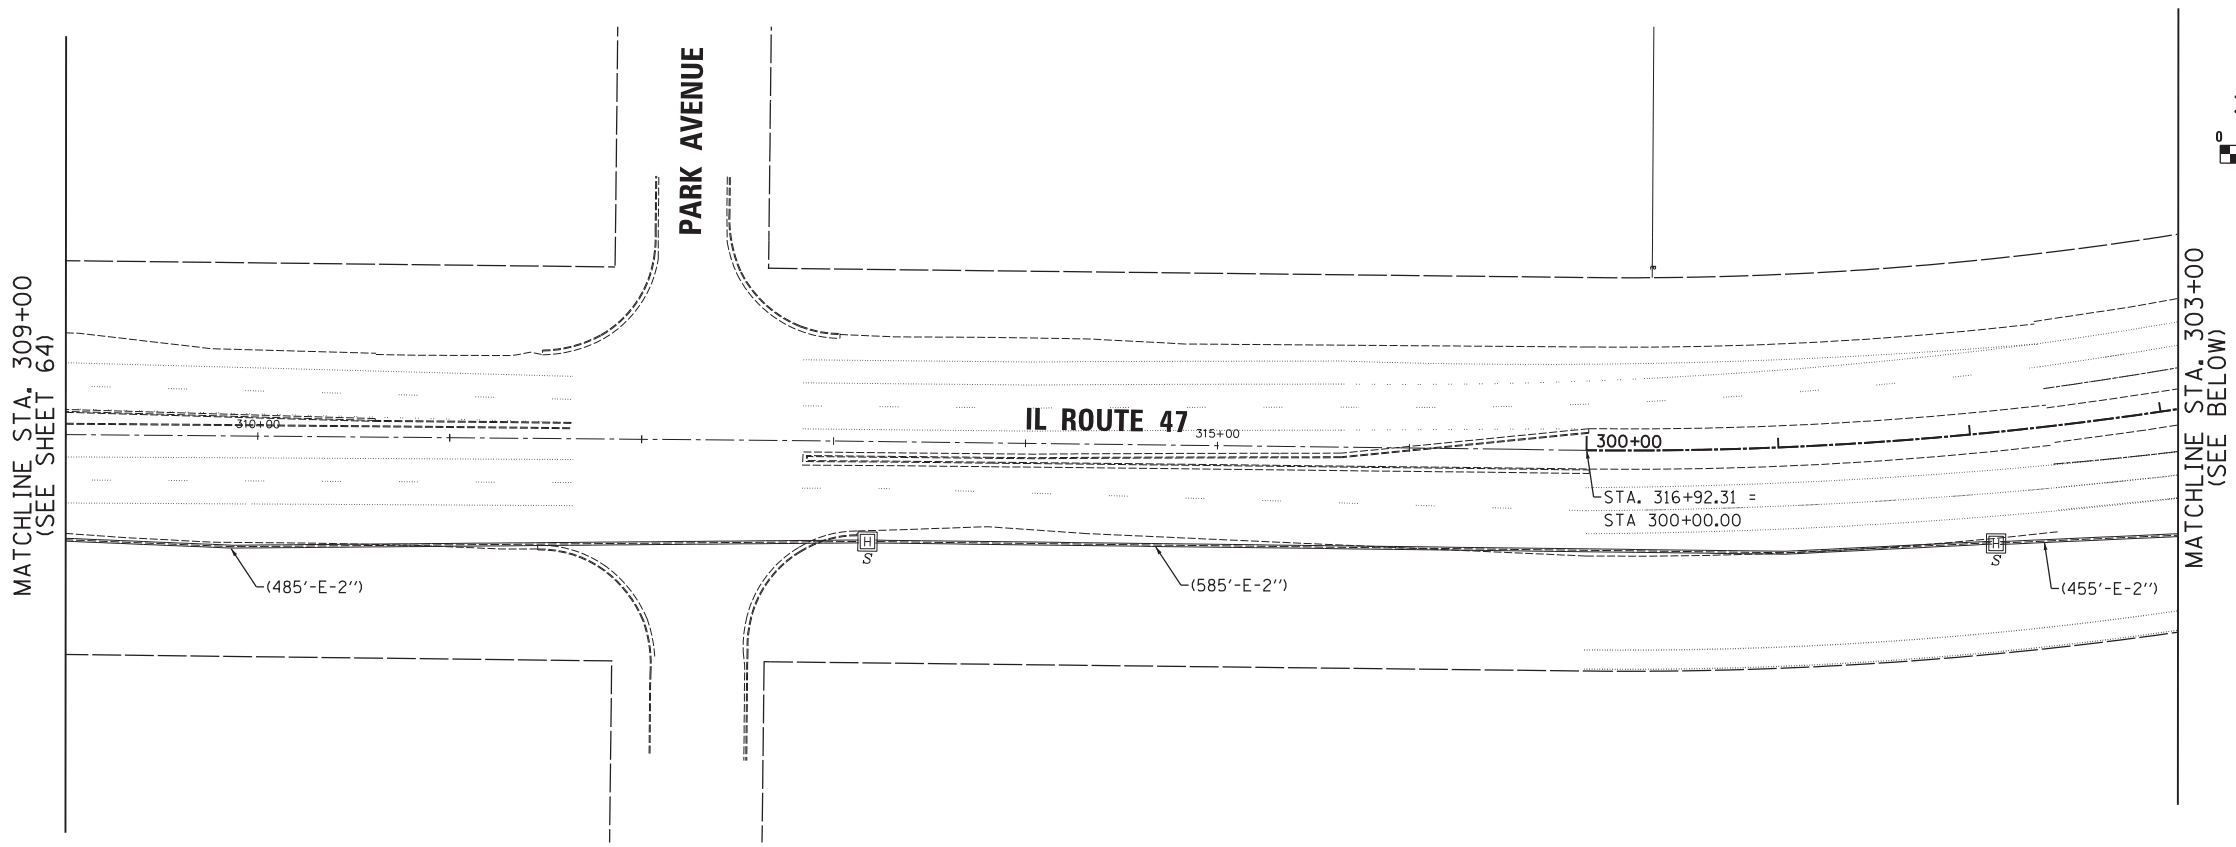 MATCHLINE STA. 309+00
(SEE SHEET 64)
PARK AVENUE
IL ROUTE 47
310+00
315+00
300+00
STA. 316+92.31 =
STA 300+00.00
(485'-E-2'')
H
S
(585'-E-2'')
H
S
(455'-E-2'')
MATCHLINE STA. 303+00
(SEE BELOW)
0